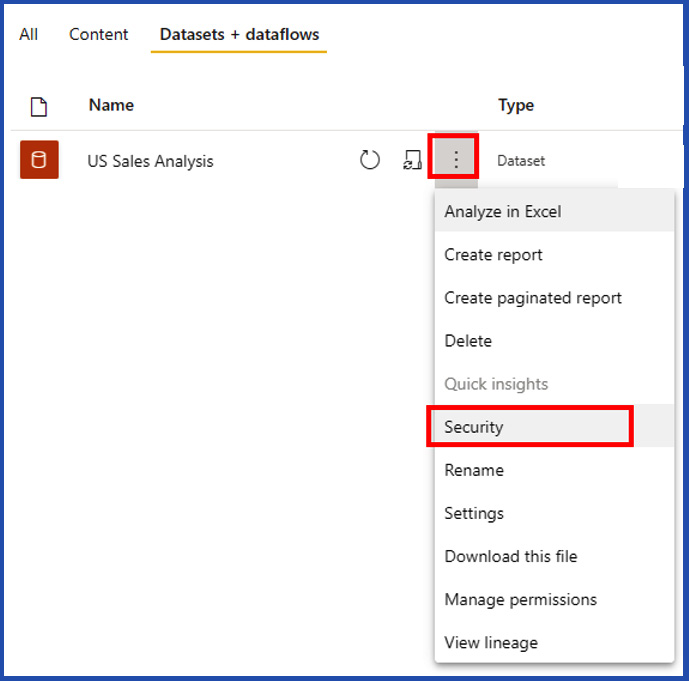 All Content Datasets + dataflows
Name Type
US Sales Analysis Dataset
Analyze in Excel
Create report
Create paginated report
Delete
Quick insights
Security
Rename
Settings
Download this file
Manage permissions
View lineage